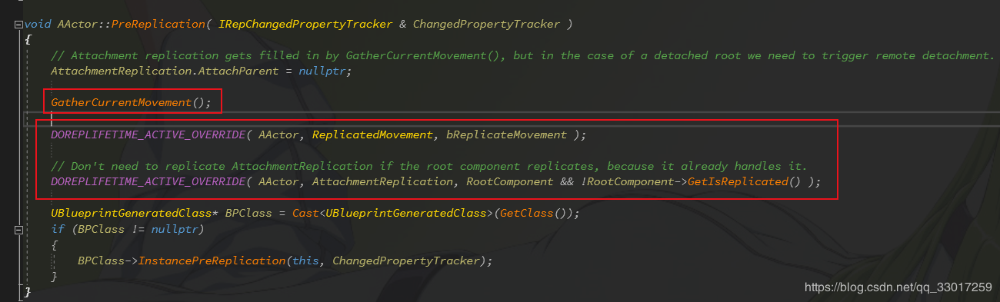 void AActor::PreReplication( IRepChangedPropertyTracker & ChangedPropertyTracker )
{
// Attachment replication gets filled in by GatherCurrentMovement(), but in the case of a detached root we need to trigger remote detachment.
AttachmentReplication.AttachParent = nullptr;
GatherCurrentMovement();
DOREPLIFETIME_ACTIVE_OVERRIDE( AActor, ReplicatedMovement, bReplicateMovement );
// Don't need to replicate AttachmentReplication if the root component replicates, because it already handles it.
DOREPLIFETIME_ACTIVE_OVERRIDE( AActor, AttachmentReplication, RootComponent && !RootComponent->GetIsReplicated() );
UBlueprintGeneratedClass* BPClass = Cast<UBlueprintGeneratedClass>(GetClass());
if (BPClass != nullptr)
{
BPClass->InstancePreReplication(this, ChangedPropertyTracker);
}
}
https://blog.csdn.net/qq_33017259